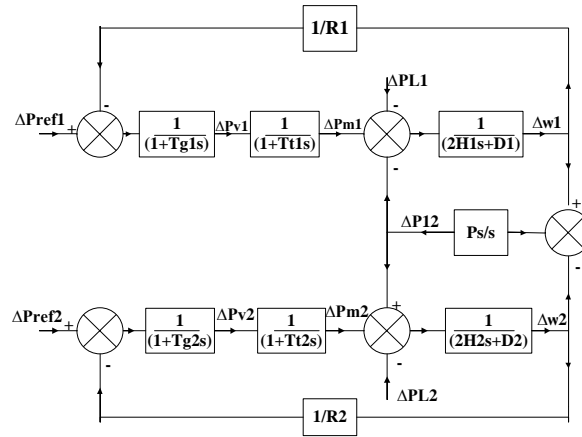 1/R1
-
ΔPL1
ΔPref1
+
1
(1+Tg1s)
ΔPv1
1
(1+Tt1s)
ΔPm1
-
1
(2H1s+D1)
Δw1
-
+
ΔP12
Ps/s
-
ΔPref2
+
1
(1+Tg2s)
ΔPv2
1
(1+Tt2s)
ΔPm2
+
1
(2H2s+D2)
Δw2
-
-
ΔPL2
1/R2